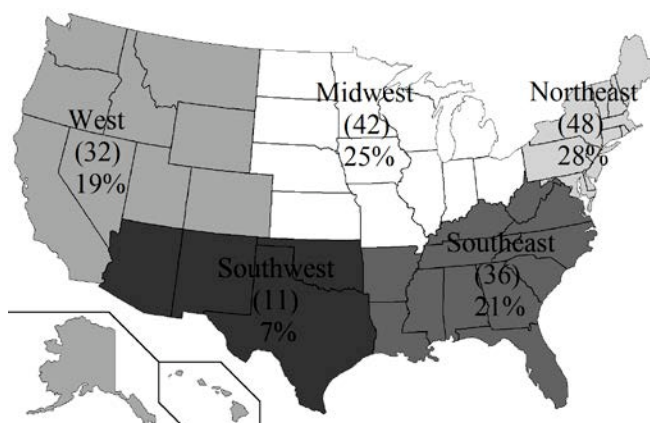 West
(32)
19%
Midwest
(42)
25%
Northeast
(48)
28%
Southwest
(11)
7%
Southeast
(36)
21%